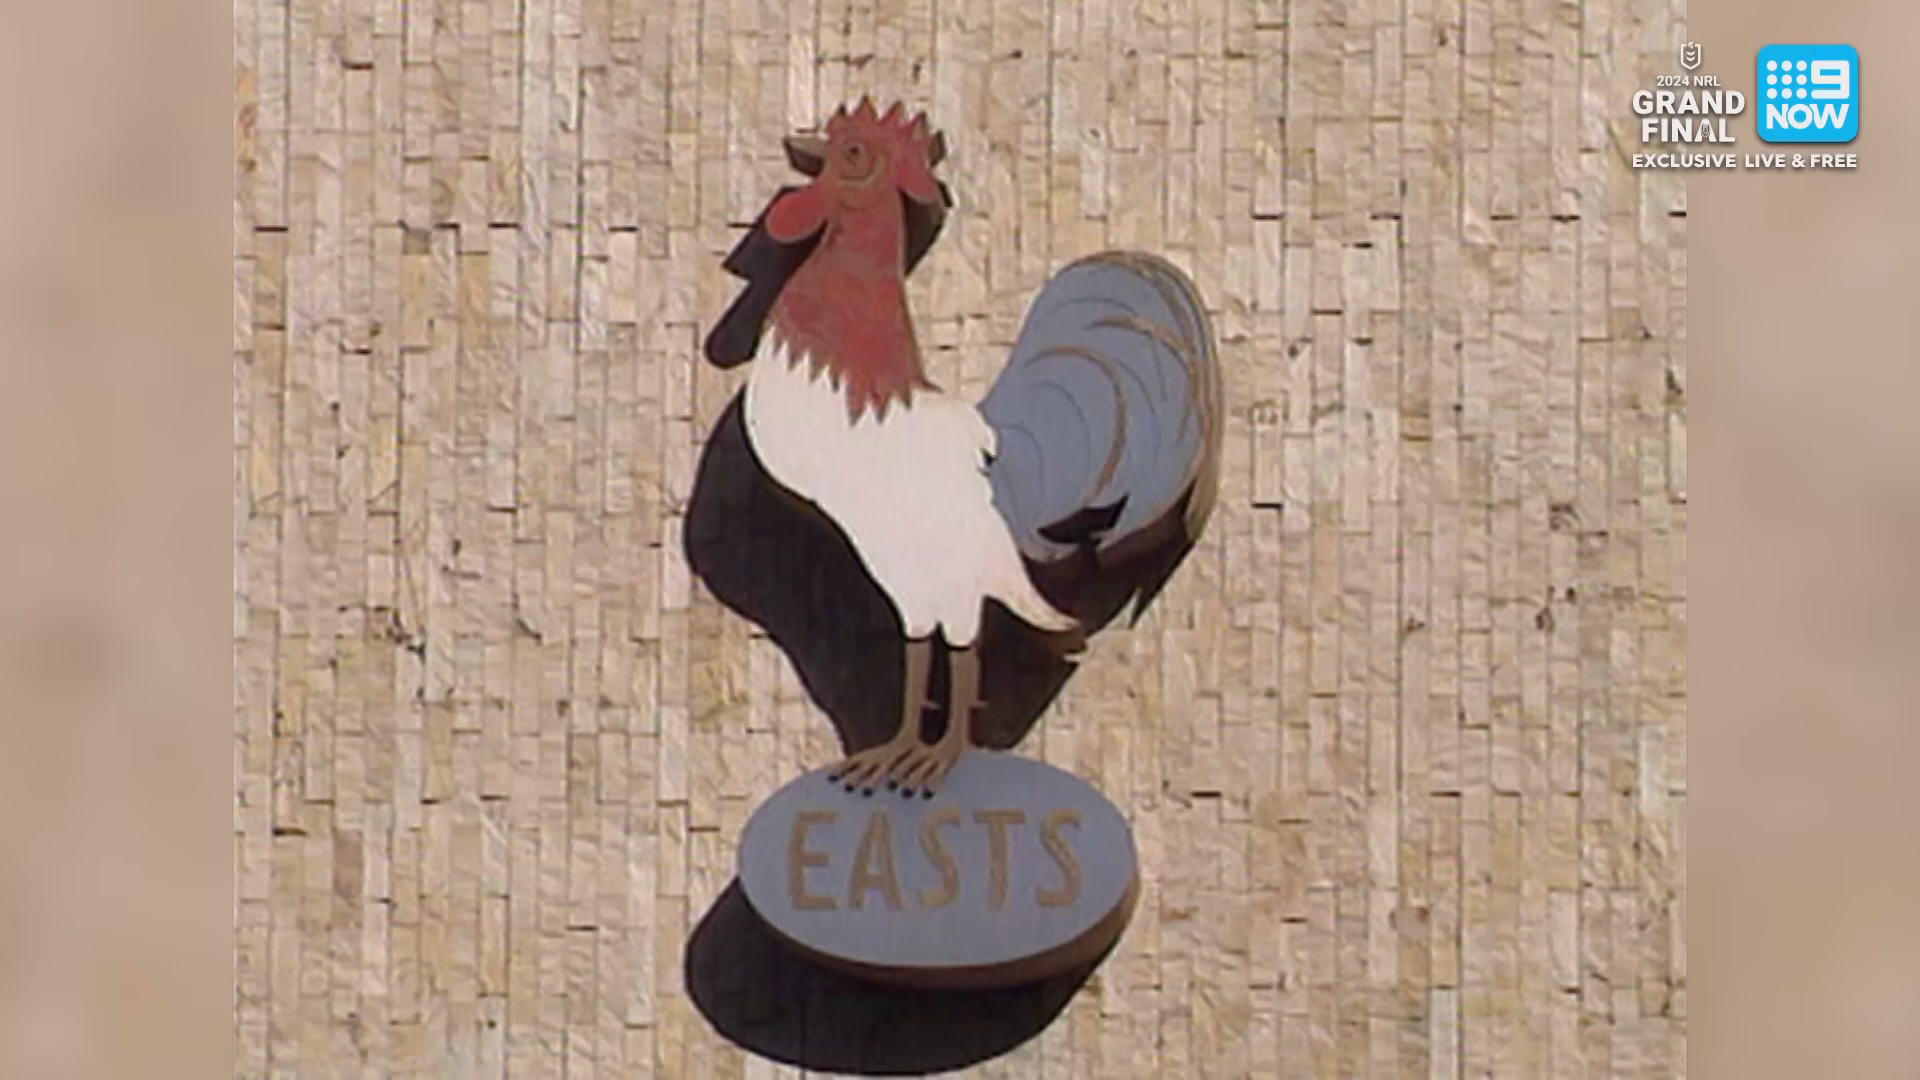 2024 NRL
GRAND
FINAL
9
NOW
EXCLUSIVE LIVE & FREE
EASTS